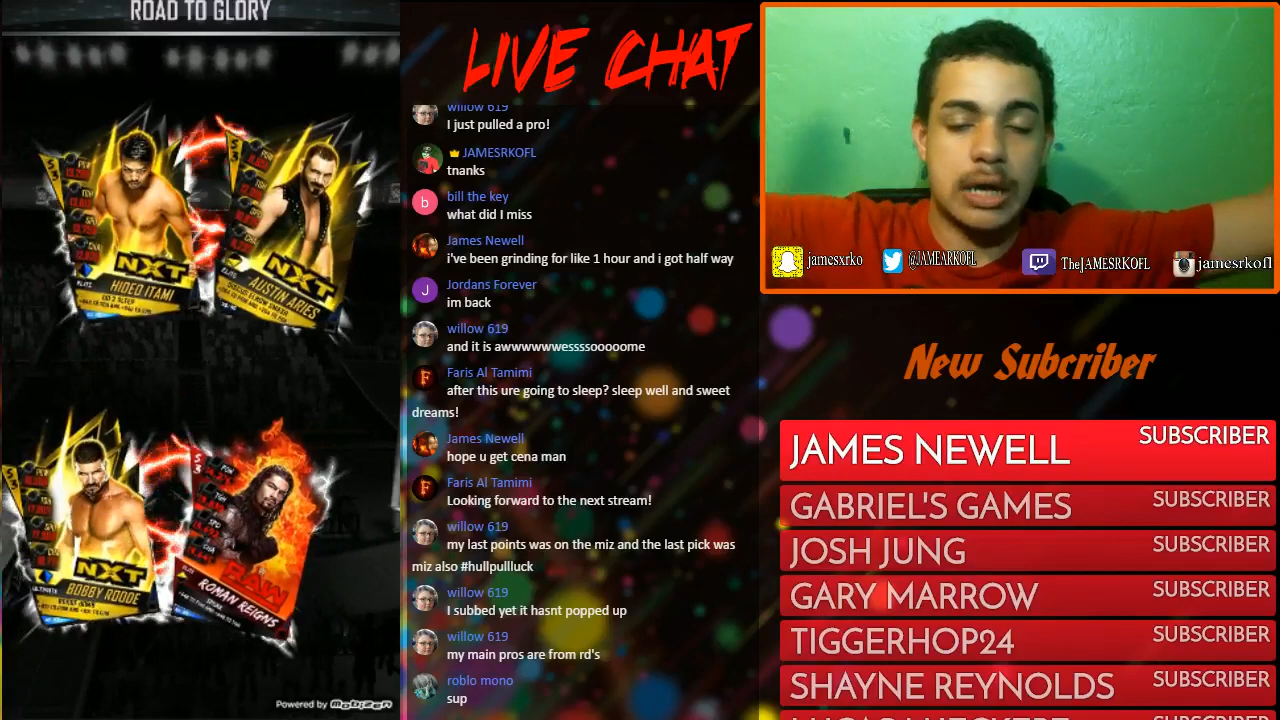 ROAD TO GLORY
NXT
HIDEO ITAMI
NXT
AUSTIN ARIES
NXT
BOBBY ROODE
RAW
ROMAN REIGNS
Powered by Mobizen
LIVE CHAT
willow 619
I just pulled a pro!
JAMESRKOFL
tnanks
bill the key
what did I miss
James Newell
i've been grinding for like 1 hour and i got half way
Jordans Forever
im back
willow 619
and it is awwwwwessssooooome
Faris Al Tamimi
after this ure going to sleep? sleep well and sweet
dreams!
James Newell
hope u get cena man
Faris Al Tamimi
Looking forward to the next stream!
willow 619
my last points was on the miz and the last pick was
miz also #hullpullluck
willow 619
I subbed yet it hasnt popped up
willow 619
my main pros are from rd's
roblo mono
sup
jamesxrko
@JAMEARKOFL
TheJAMESRKOFL
jamesrkofl
New Subcriber
JAMES NEWELL SUBSCRIBER
GABRIEL'S GAMES SUBSCRIBER
JOSH JUNG SUBSCRIBER
GARY MARROW SUBSCRIBER
TIGGERHOP24 SUBSCRIBER
SHAYNE REYNOLDS SUBSCRIBER